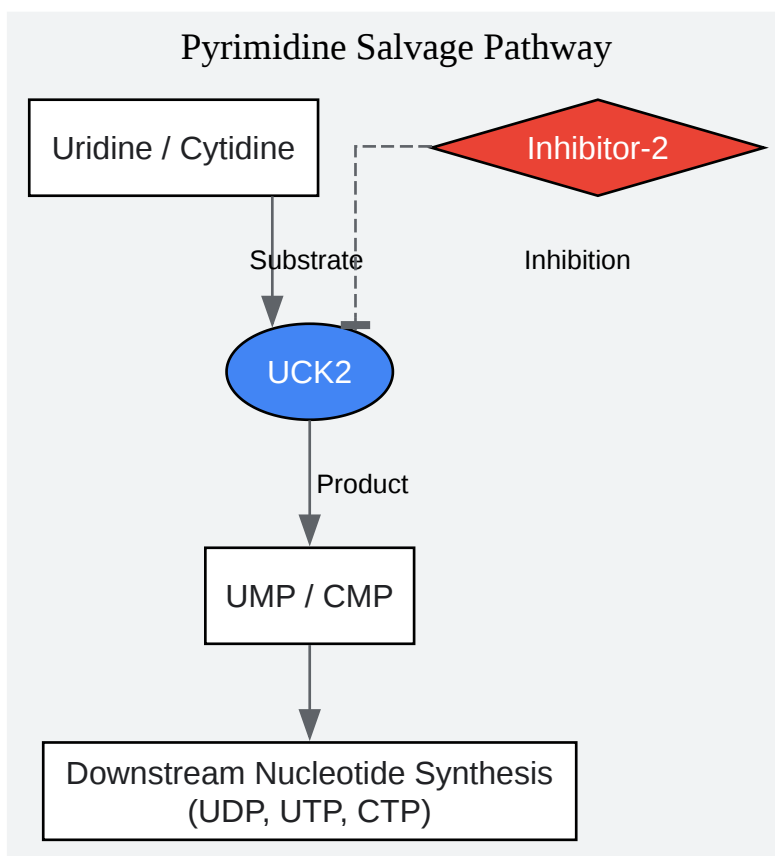 Pyrimidine Salvage Pathway
Uridine / Cytidine
Inhibitor-2
Substrate
Inhibition
UCK2
Product
UMP / CMP
Downstream Nucleotide Synthesis
(UDP, UTP, CTP)